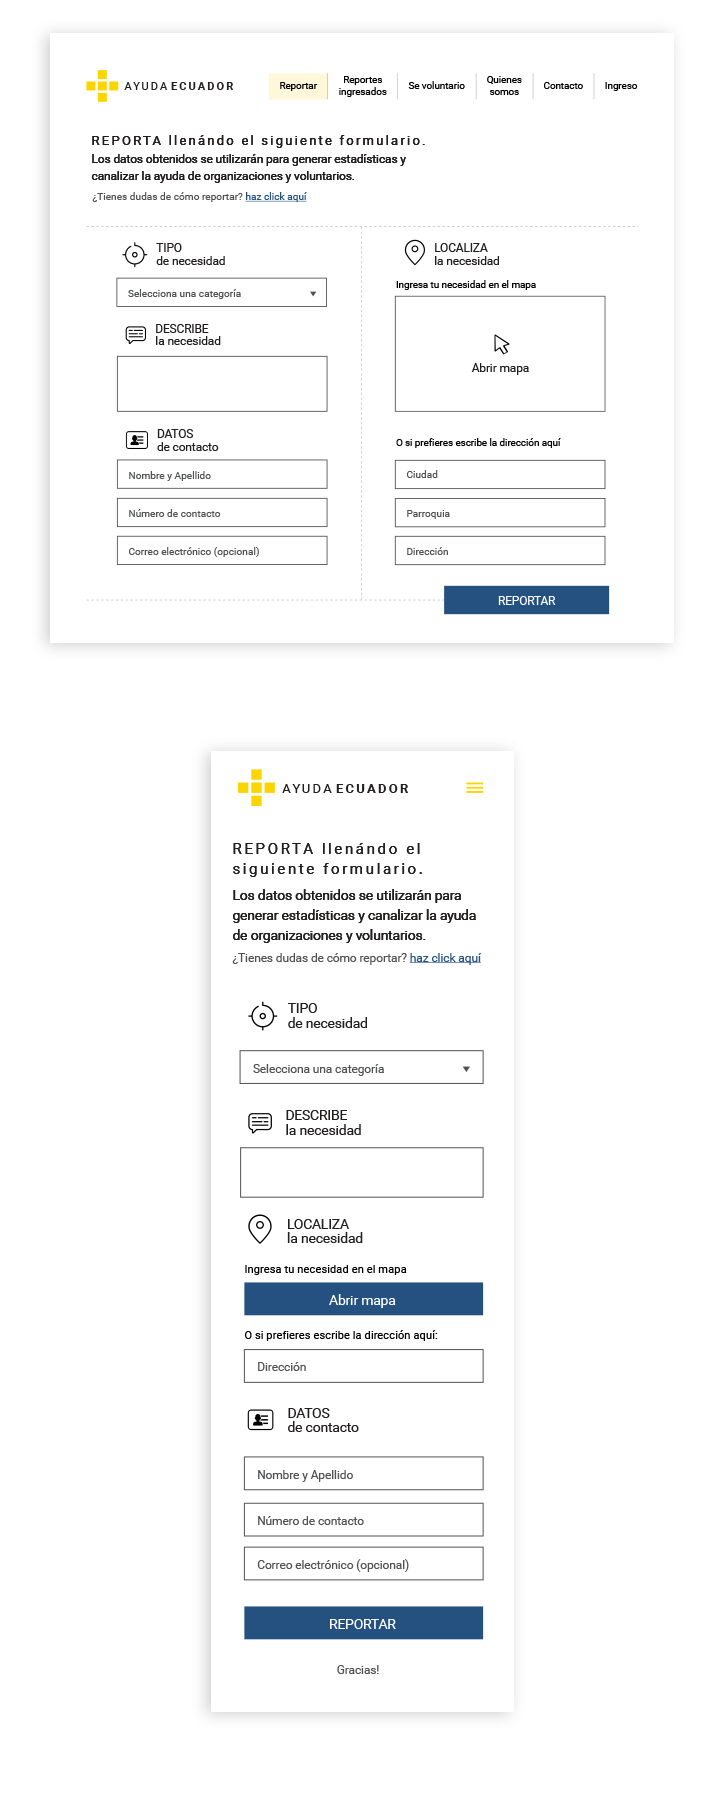 AYUDA ECUADOR
Reportar
Reportes
ingresados
Se voluntario
Quienes
somos
Contacto
Ingreso
REPORTA llenándo el siguiente formulario.
Los datos obtenidos se utilizarán para generar estadísticas y
canalizar la ayuda de organizaciones y voluntarios.
¿Tienes dudas de cómo reportar? haz click aquí
TIPO
de necesidad
Selecciona una categoría
DESCRIBE
la necesidad
DATOS
de contacto
Nombre y Apellido
Número de contacto
Correo electrónico (opcional)
LOCALIZA
la necesidad
Ingresa tu necesidad en el mapa
Abrir mapa
O si prefieres escribe la dirección aquí
Ciudad
Parroquia
Dirección
REPORTAR
AYUDA ECUADOR
REPORTA llenándo el
siguiente formulario.
Los datos obtenidos se utilizarán para
generar estadísticas y canalizar la ayuda
de organizaciones y voluntarios.
¿Tienes dudas de cómo reportar? haz click aquí
TIPO
de necesidad
Selecciona una categoría
DESCRIBE
la necesidad
LOCALIZA
la necesidad
Ingresa tu necesidad en el mapa
Abrir mapa
O si prefieres escribe la dirección aquí:
Dirección
DATOS
de contacto
Nombre y Apellido
Número de contacto
Correo electrónico (opcional)
REPORTAR
Gracias!